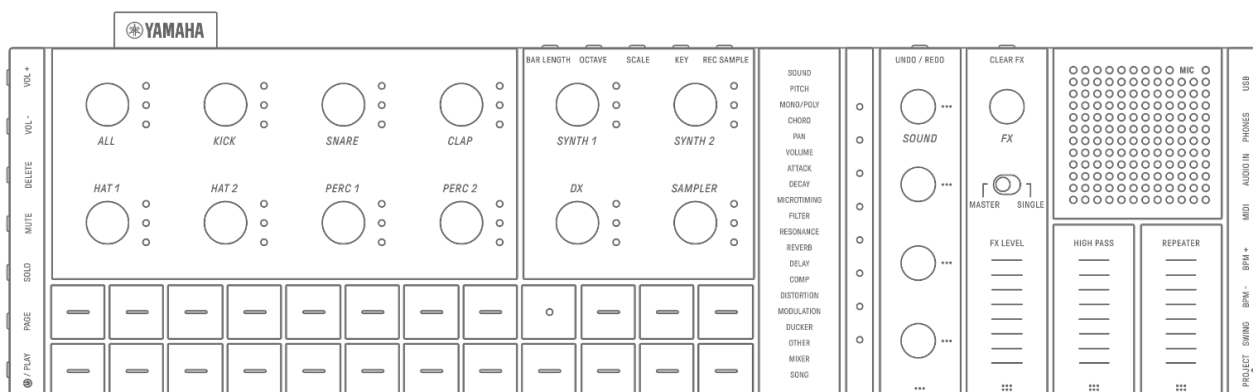 YAMAHA
VOL +
VOL -
DELETE
MUTE
SOLO
PAGE
/ PLAY
ALL
KICK
SNARE
CLAP
HAT 1
HAT 2
PERC 1
PERC 2
BAR LENGTH OCTAVE SCALE KEY REC SAMPLE
SYNTH 1
SYNTH 2
DX
SAMPLER
SOUND
PITCH
MONO/POLY
CHORD
PAN
VOLUME
ATTACK
DECAY
MICROTIMING
FILTER
RESONANCE
REVERB
DELAY
COMP
DISTORTION
MODULATION
DUCKER
OTHER
MIXER
SONG
UNDO / REDO
SOUND
CLEAR FX
FX
MASTER SINGLE
FX LEVEL
MIC
HIGH PASS
REPEATER
USB
PHONES
AUDIO IN
MIDI
BPM +
BPM -
SWING
PROJECT